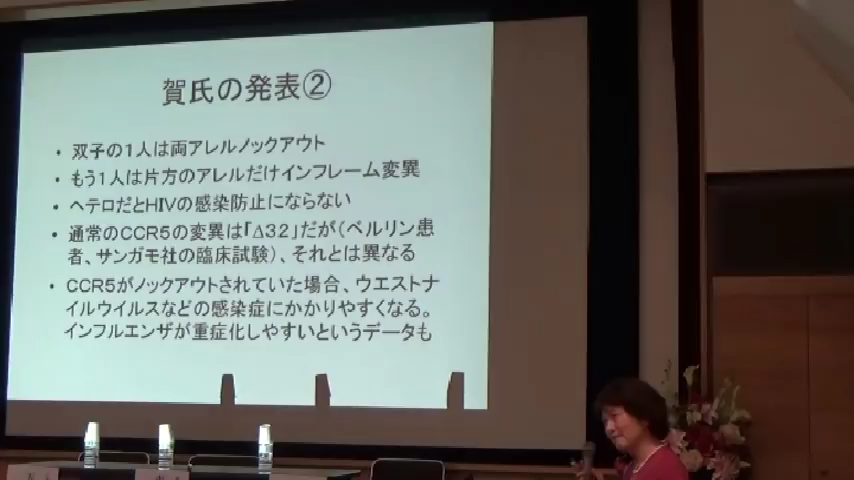 賀氏の発表②
・ 双子の1人は両アレルノックアウト
・ もう1人は片方のアレルだけインフレーム変異
・ ヘテロだとHIVの感染防止にならない
・ 通常のCCR5の変異は「Δ32」だが（ベルリン患
者、サンガモ社の臨床試験）、それとは異なる
・ CCR5がノックアウトされていた場合、ウエストナ
イルウイルスなどの感染症にかかりやすくなる。
インフルエンザが重症化しやすいというデータも